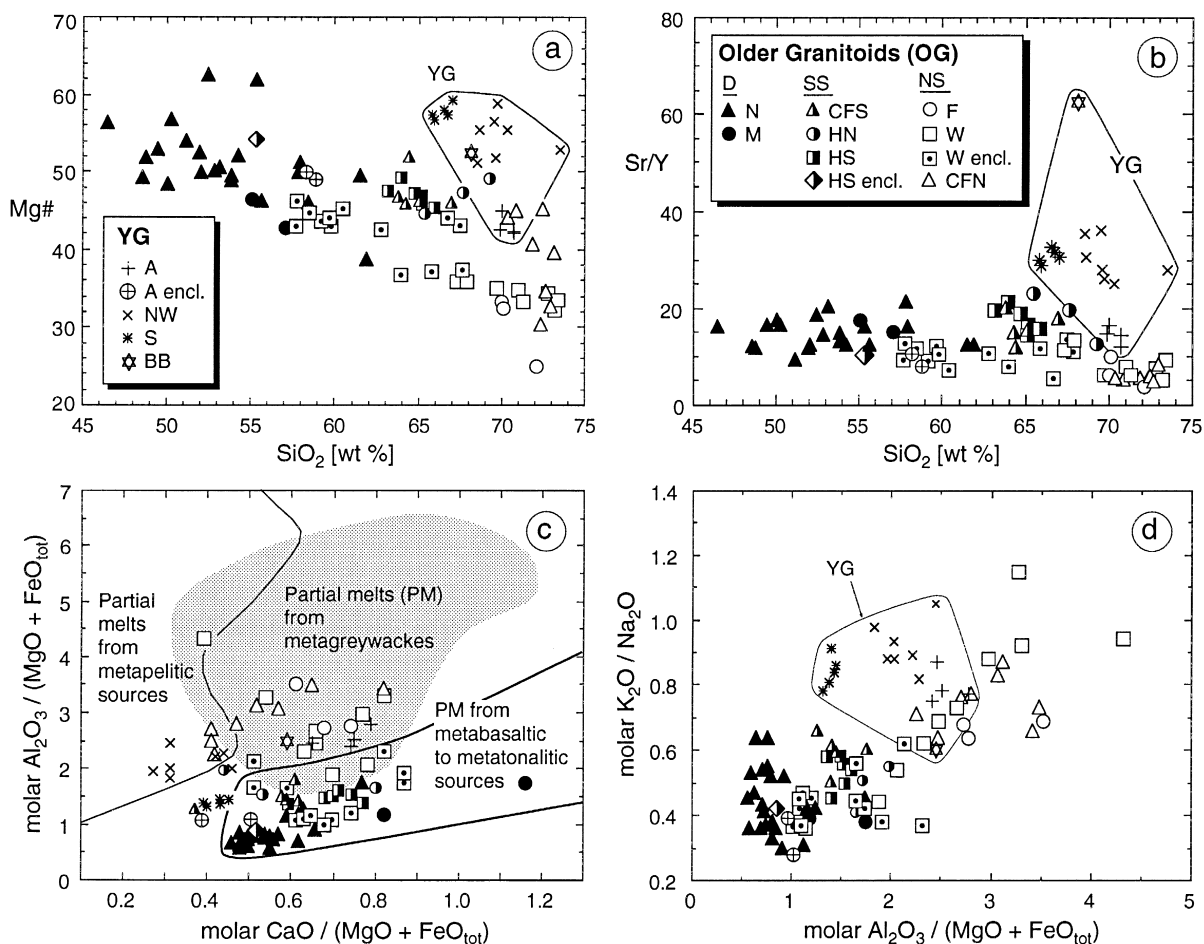 a
70
60
50
Mg#
40
30
20
45
50
55
60
65
70
75
SiO2 [wt %]
YG
YG
A
A encl.
NW
S
BB
b
80
60
Sr/Y
40
20
0
45
50
55
60
65
70
75
SiO2 [wt %]
YG
Older Granitoids (OG)
D
SS
NS
N
CFS
F
M
HN
W
HS
W encl.
HS encl.
CFN
c
7
6
5
4
3
2
1
0
molar Al2O3 / (MgO + FeOtot)
0.2
0.4
0.6
0.8
1.0
1.2
molar CaO / (MgO + FeOtot)
Partial
melts
from
metapelitic
sources
Partial melts (PM)
from
metagreywackes
PM from
metabasaltic
to metatonalitic
sources
d
1.4
1.2
1.0
0.8
0.6
0.4
0.2
molar K2O / Na2O
0
1
2
3
4
5
molar Al2O3 / (MgO + FeOtot)
YG